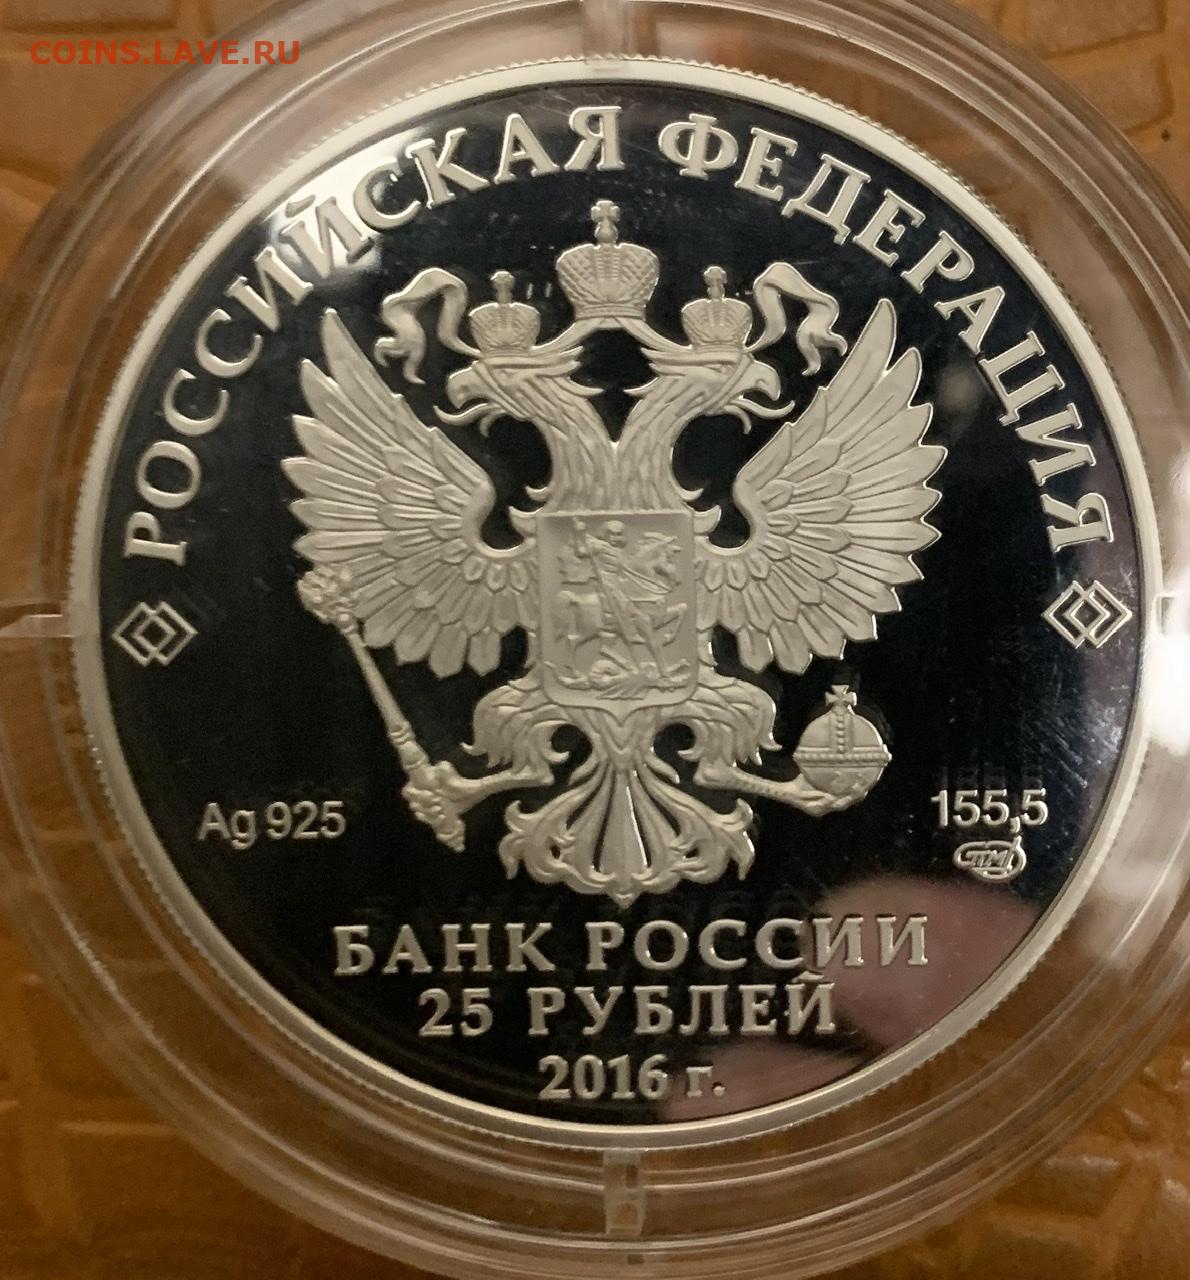 COINS.LAVE.RU
РОССИЙСКАЯ ФЕДЕРАЦИЯ
Ag 925
155,5
БАНК РОССИИ
25 РУБЛЕЙ
2016 г.